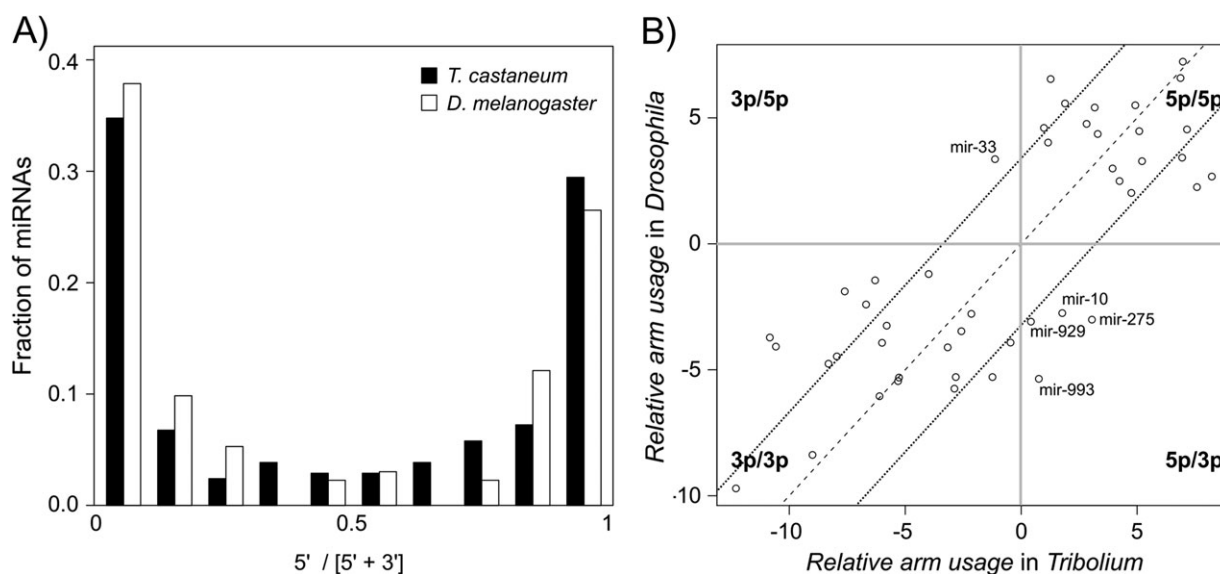 A)
0.4
0.3
0.2
0.1
0.0
Fraction of miRNAs
T. castaneum
D. melanogaster
0
0.5
1
5' / [5' + 3']
B)
3p/5p
5p/5p
mir-33
5
0
-5
-10
Relative arm usage in Drosophila
mir-10
mir-275
mir-929
mir-993
3p/3p
5p/3p
-10
-5
0
5
Relative arm usage in Tribolium